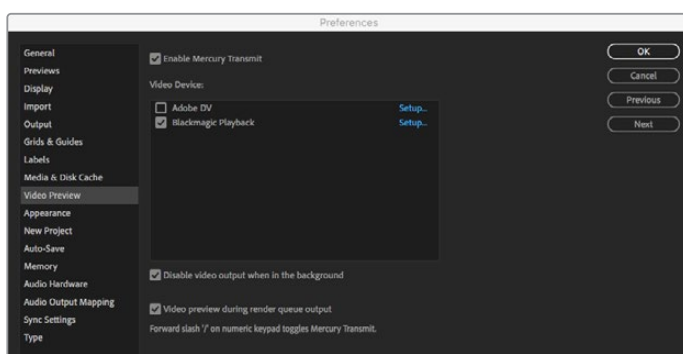 Preferences
General
Previews
Display
Import
Output
Grids & Guides
Labels
Media & Disk Cache
Video Preview
Appearance
New Project
Auto-Save
Memory
Audio Hardware
Audio Output Mapping
Sync Settings
Type
Enable Mercury Transmit
Video Device:
Adobe DV Setup...
Blackmagic Playback Setup...
Disable video output when in the background
Video preview during render queue output
Forward slash '/' on numeric keypad toggles Mercury Transmit.
OK
Cancel
Previous
Next